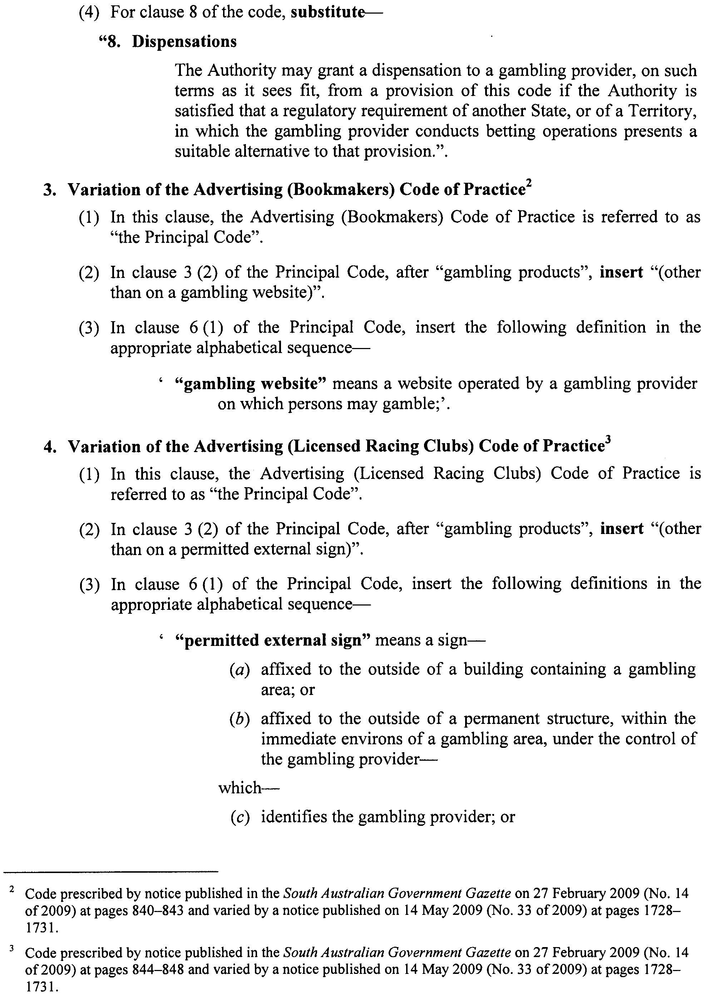 (4) For clause 8 of the code, substitute—
“8. Dispensations
The Authority may grant a dispensation to a gambling provider, on such
terms as it sees fit, from a provision of this code if the Authority is
satisfied that a regulatory requirement of another State, or of a Territory,
in which the gambling provider conducts betting operations presents a
suitable alternative to that provision.”.
3. Variation of the Advertising (Bookmakers) Code of Practice²
(1) In this clause, the Advertising (Bookmakers) Code of Practice is referred to as
“the Principal Code”.
(2) In clause 3 (2) of the Principal Code, after “gambling products”, insert “(other
than on a gambling website)”.
(3) In clause 6 (1) of the Principal Code, insert the following definition in the
appropriate alphabetical sequence—
‘ “gambling website” means a website operated by a gambling provider
on which persons may gamble;’.
4. Variation of the Advertising (Licensed Racing Clubs) Code of Practice³
(1) In this clause, the Advertising (Licensed Racing Clubs) Code of Practice is
referred to as “the Principal Code”.
(2) In clause 3 (2) of the Principal Code, after “gambling products”, insert “(other
than on a permitted external sign)”.
(3) In clause 6 (1) of the Principal Code, insert the following definitions in the
appropriate alphabetical sequence—
‘ “permitted external sign” means a sign—
(a) affixed to the outside of a building containing a gambling
area; or
(b) affixed to the outside of a permanent structure, within the
immediate environs of a gambling area, under the control of
the gambling provider—
which—
(c) identifies the gambling provider; or
² Code prescribed by notice published in the South Australian Government Gazette on 27 February 2009 (No. 14
of 2009) at pages 840–843 and varied by a notice published on 14 May 2009 (No. 33 of 2009) at pages 1728–
1731.
³ Code prescribed by notice published in the South Australian Government Gazette on 27 February 2009 (No. 14
of 2009) at pages 844–848 and varied by a notice published on 14 May 2009 (No. 33 of 2009) at pages 1728–
1731.